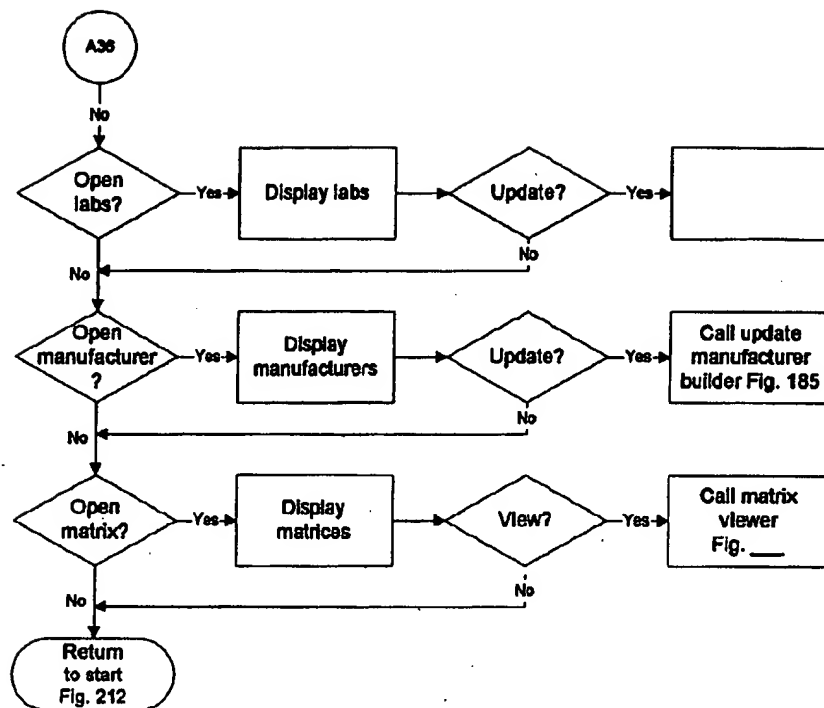 A36
No
Open
labs?
Yes
Display labs
Update?
Yes
No
No
Open
manufacturer
?
Yes
Display
manufacturers
Update?
Yes
Call update
manufacturer
builder Fig. 185
No
No
Open
matrix?
Yes
Display
matrices
View?
Yes
Call matrix
viewer
Fig. ___
No
No
Return
to start
Fig. 212